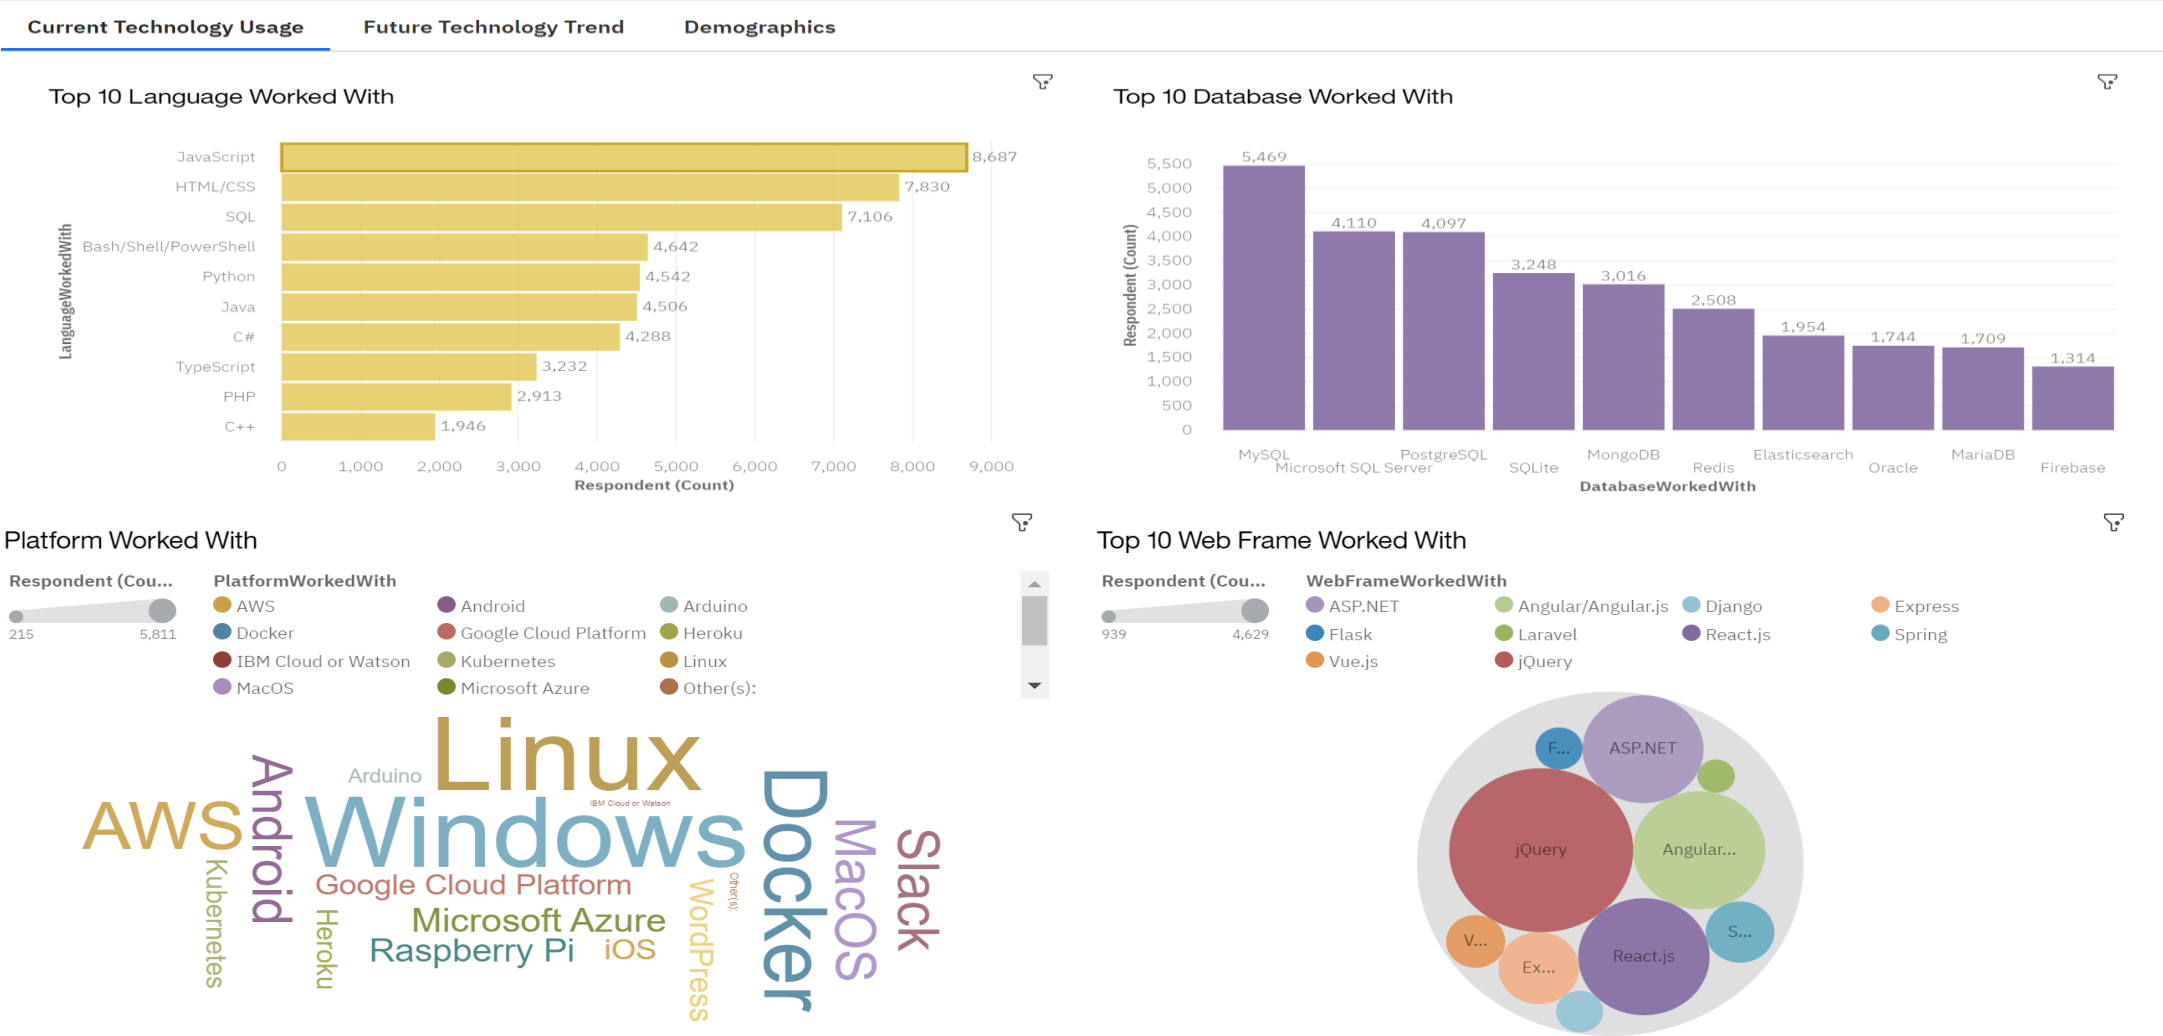 Current Technology Usage Future Technology Trend Demographics
Top 10 Language Worked With
LanguageWorkedWith
JavaScript 8,687
HTML/CSS 7,830
SQL 7,106
Bash/Shell/PowerShell 4,642
Python 4,542
Java 4,506
C# 4,288
TypeScript 3,232
PHP 2,913
C++ 1,946
0 1,000 2,000 3,000 4,000 5,000 6,000 7,000 8,000 9,000
Respondent (Count)
Top 10 Database Worked With
Respondent (Count)
5,500
5,000
4,500
4,000
3,500
3,000
2,500
2,000
1,500
1,000
500
0
5,469
4,110
4,097
3,248
3,016
2,508
1,954
1,744
1,709
1,314
MySQL PostgreSQL MongoDB Elasticsearch MariaDB
Microsoft SQL Server SQLite Redis Oracle Firebase
DatabaseWorkedWith
Platform Worked With
Respondent (Cou...
215 5,811
PlatformWorkedWith
AWS Android Arduino
Docker Google Cloud Platform Heroku
IBM Cloud or Watson Kubernetes Linux
MacOS Microsoft Azure Other(s):
Linux
Arduino
Android
IBM Cloud or Watson
AWS
Windows
Docker
MacOS
Slack
Kubernetes
Google Cloud Platform
Other(s):
WordPress
Heroku
Microsoft Azure
Raspberry Pi
iOS
Top 10 Web Frame Worked With
Respondent (Cou...
939 4,629
WebFrameWorkedWith
ASP.NET Angular/Angular.js Django Express
Flask Laravel React.js Spring
Vue.js jQuery
F...
ASP.NET
jQuery
Angular...
S...
V...
React.js
Ex...